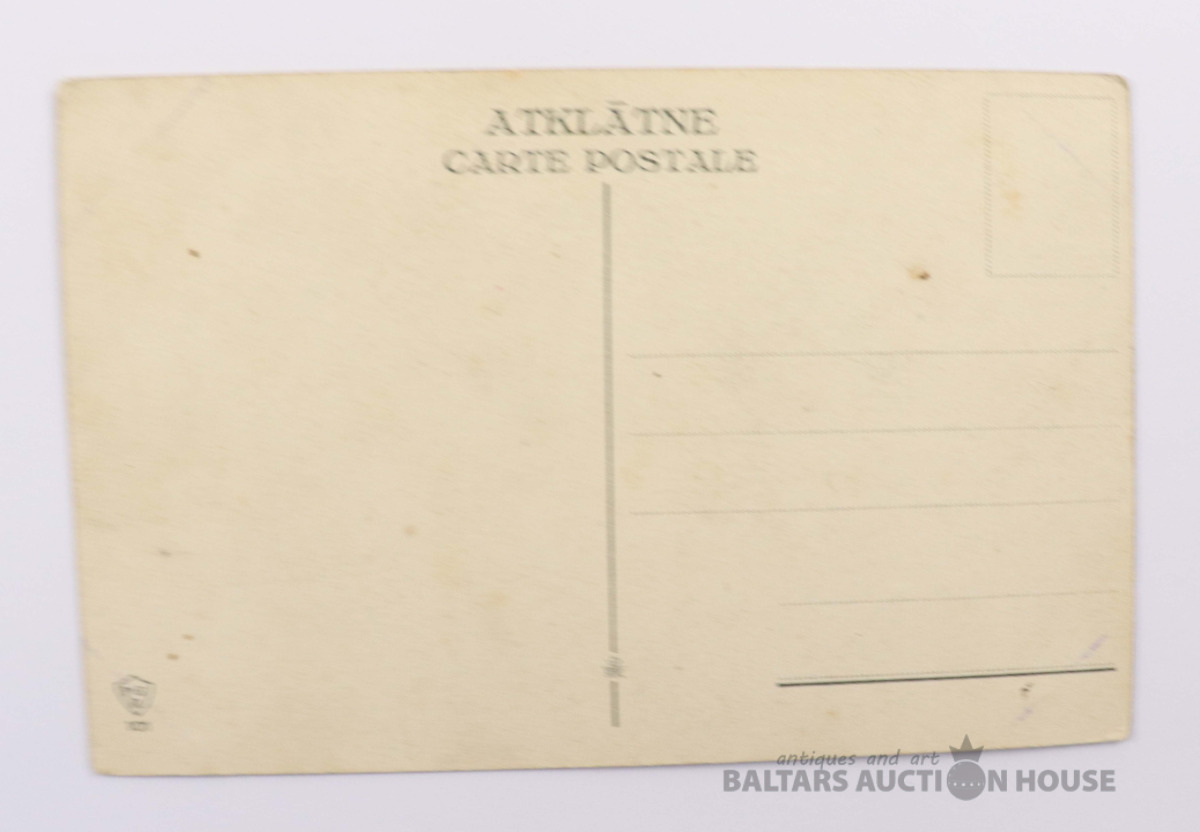 ATKLĀTNE
CARTE POSTALE
antiques and art
BALTARS AUCTION HOUSE